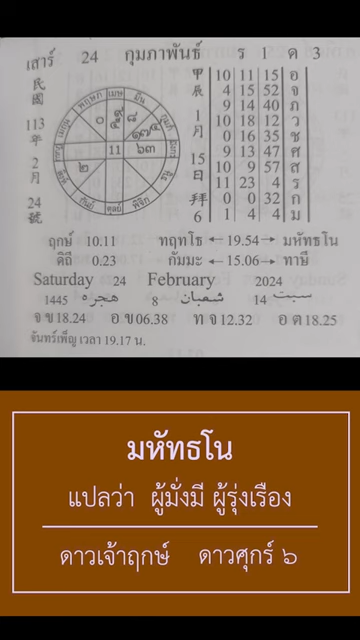 เสาร์ 24 กุมภาพันธ์ ร 1 ค 3
民國 113 年 2 月 24 號
甲辰 1 月 15 日 拜 6
10 11 15 อ
4 15 52 จ
9 14 40 ภ
10 18 12 ว
0 16 35 ช
9 13 47 ศ
10 9 57 ส
11 23 4 ร
0 0 32 ก
1 4 4 ม
11
ฤกษ์ 10.11 ทฤทโธ ←19.54→ มหัทธโน
ดิถี 0.23 กัมมะ ←15.06→ ทาษี
Saturday 24 February 2024
1445 هجره 8 شعبان 14 سبت
จ ข 18.24 อ ข 06.38 ท จ 12.32 อ ต 18.25
จันทร์เพ็ญ เวลา 19.17 น.
มหัทธโน
แปลว่า ผู้มั่งมี ผู้รุ่งเรือง
ดาวเจ้าฤกษ์ ดาวศุกร์ ๖